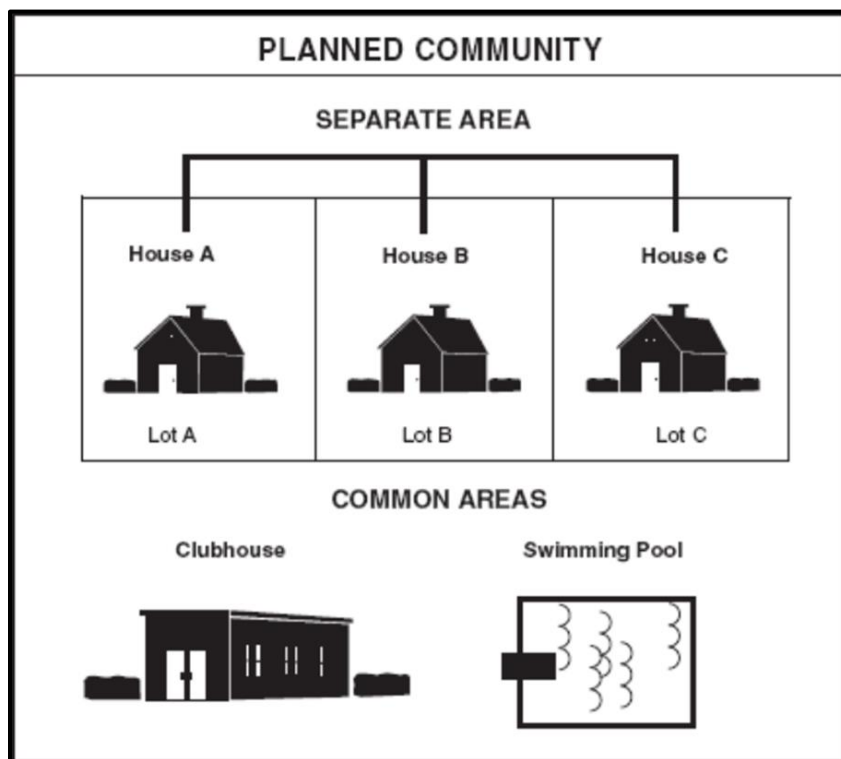 PLANNED COMMUNITY
SEPARATE AREA
House A
House B
House C
Lot A
Lot B
Lot C
COMMON AREAS
Clubhouse
Swimming Pool